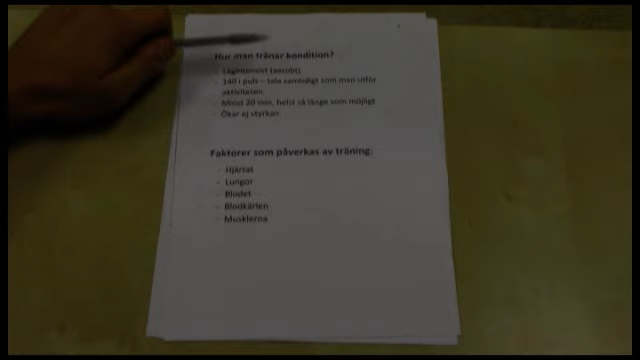 Hur man tränar kondition?
- Lågintensivt (aerobt)
- 140 i puls – tala samtidigt som man utför
aktiviteten.
- Minst 20 min, helst så länge som möjligt
- Ökar ej styrkan
Faktorer som påverkas av träning:
- Hjärtat
- Lungor
- Blodet
- Blodkärlen
- Musklerna